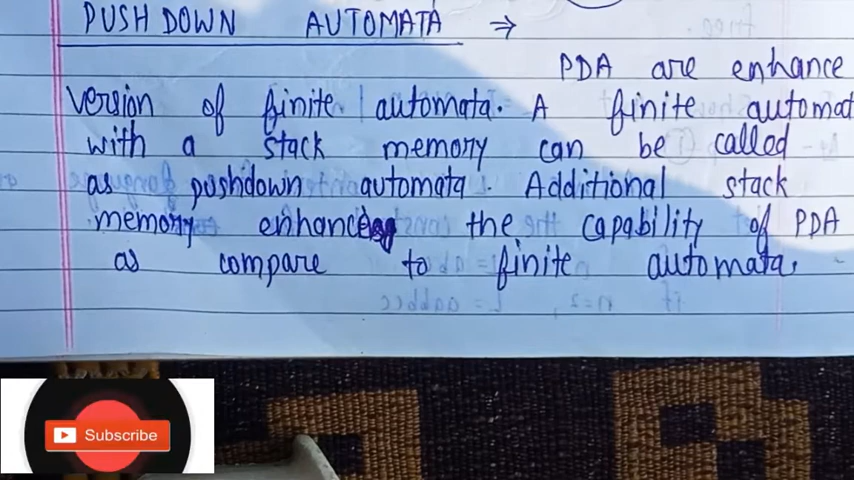 PUSH DOWN AUTOMATA →
PDA are enhance
version of finite automata. A finite automat
with a stack memory can be called
as pushdown automata. Additional stack
memory enhances the capability of PDA
as compare to finite automata.
Subscribe